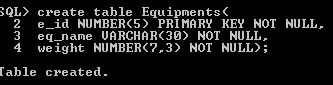 SQL> create table Equipments(
2 e_id NUMBER(5) PRIMARY KEY NOT NULL,
3 eq_name VARCHAR(30) NOT NULL,
4 weight NUMBER(7,3) NOT NULL);
Table created.